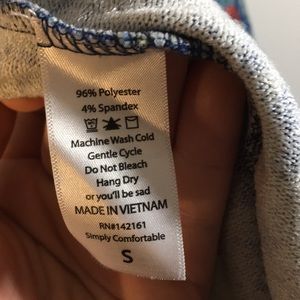 96% Polyester
4% Spandex
Machine Wash Cold
Gentle Cycle
Do Not Bleach
Hang Dry
or you'll be sad
MADE IN VIETNAM
RN#142161
Simply Comfortable
S